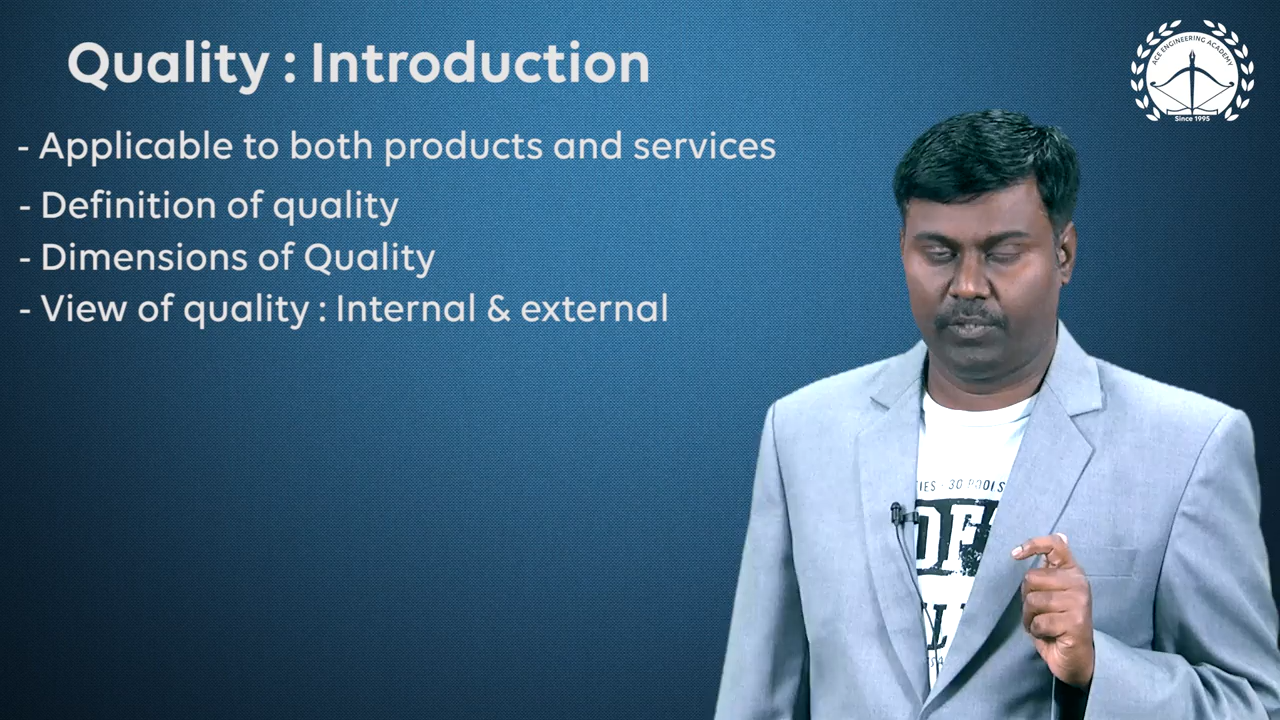 Quality : Introduction
- Applicable to both products and services
- Definition of quality
- Dimensions of Quality
- View of quality : Internal & external
ACE ENGINEERING ACADEMY
Since 1995
- 30